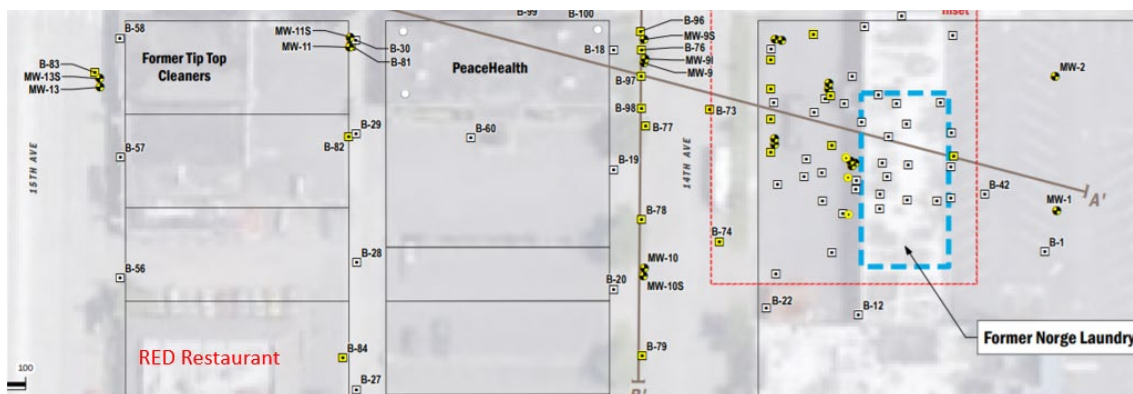 B-99
B-100
B-96
Inset
B-58
MW-11S
MW-11
B-30
B-81
B-18
MW-9S
B-76
MW-9I
MW-9
Former Tip Top
Cleaners
PeaceHealth
B-83
MW-13S
MW-13
B-97
MW-2
B-98
B-73
B-77
B-29
B-82
B-60
B-57
15TH AVE
14TH AVE
B-19
B-42
A'
MW-1
B-78
B-74
B-1
B-28
MW-10
MW-10S
B-56
B-20
B-22
B-12
Former Norge Laundry
RED Restaurant
B-84
B-79
100
B-27